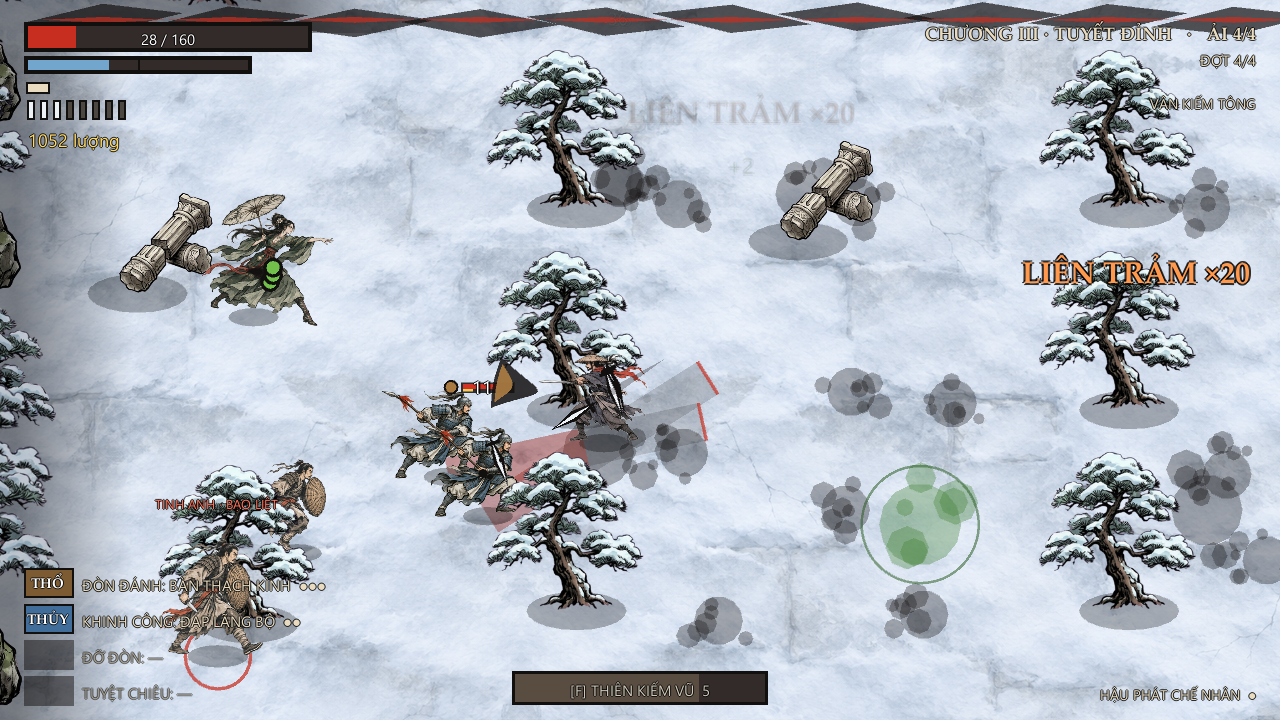 28 / 160
CHƯƠNG III · TUYẾT ĐỈNH · ẢI 4/4
ĐỢT 4/4
VẠN KIẾM TÔNG
LIÊN TRẢM ×20
1052 lượng
LIÊN TRẢM ×20
11
TINH ANH · BẠO LIỆT
THỔ ĐÒN ĐÁNH: BÀN THẠCH KÌNH
THỦY KHINH CÔNG: ĐẠP LÃNG BỘ
ĐỠ ĐÒN: —
TUYỆT CHIÊU: —
[F] THIÊN KIẾM VŨ 5
HẬU PHÁT CHẾ NHÂN